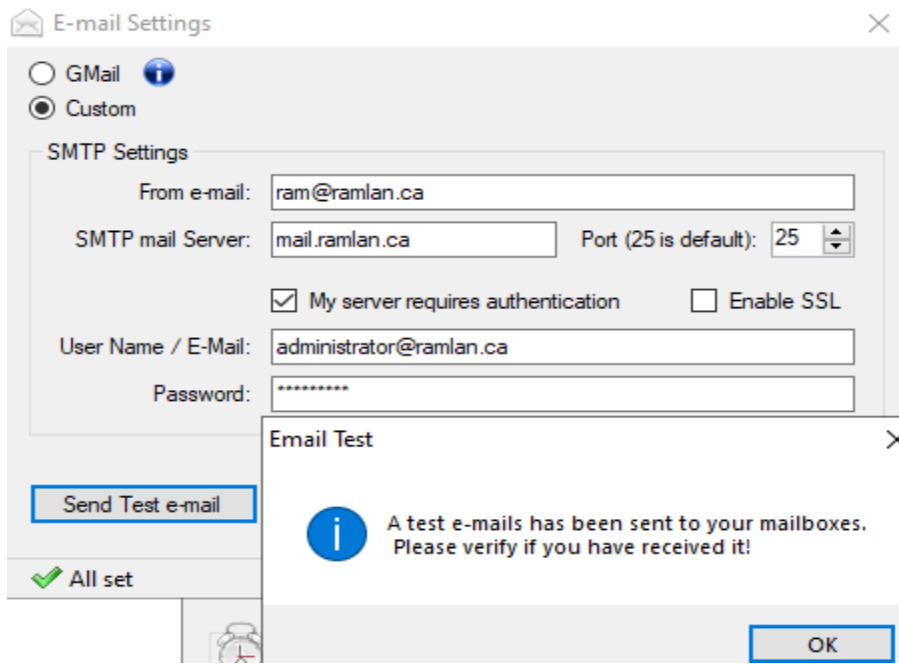 E-mail Settings
GMail
Custom
SMTP Settings
From e-mail: ram@ramlan.ca
SMTP mail Server: mail.ramlan.ca Port (25 is default): 25
My server requires authentication Enable SSL
User Name / E-Mail: administrator@ramlan.ca
Password: *********
Email Test
Send Test e-mail
A test e-mails has been sent to your mailboxes.
Please verify if you have received it!
All set
OK